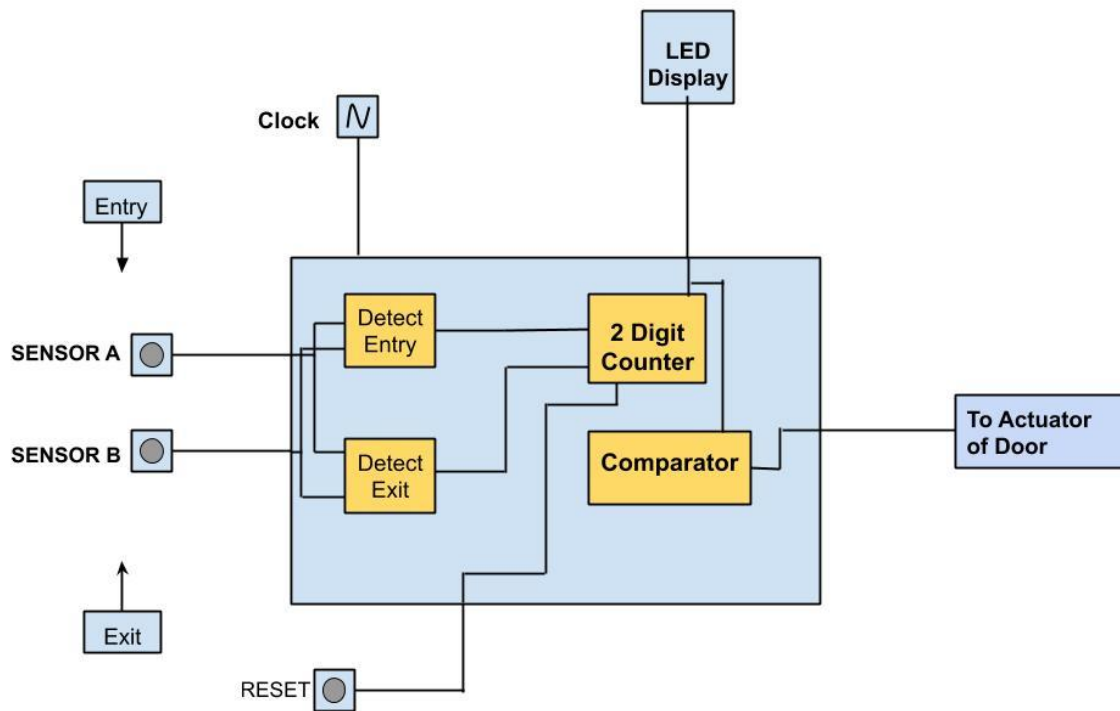 LED
Display
Clock
Entry
Detect
Entry
2 Digit
Counter
SENSOR A
To Actuator
of Door
SENSOR B
Detect
Exit
Comparator
Exit
RESET